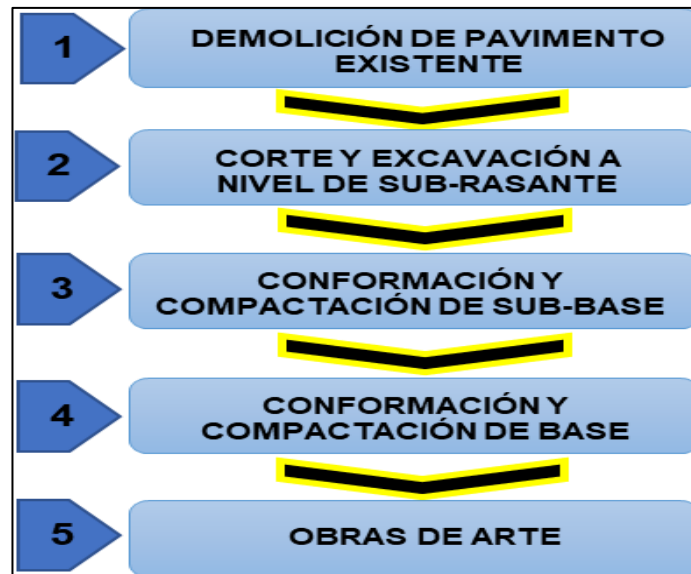 1
DEMOLICIÓN DE PAVIMENTO
EXISTENTE
2
CORTE Y EXCAVACIÓN A
NIVEL DE SUB-RASANTE
3
CONFORMACIÓN Y
COMPACTACIÓN DE SUB-BASE
4
CONFORMACIÓN Y
COMPACTACIÓN DE BASE
5
OBRAS DE ARTE